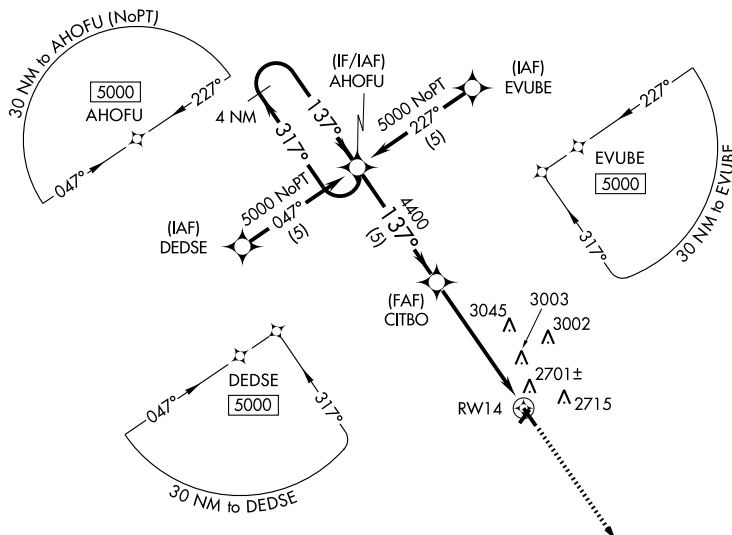 30 NM to AHOFU (NoPT)
5000
AHOFU
227°
047°
4 NM
(IF/IAF)
AHOFU
137°
317°
(IAF)
EVUBE
5000 NoPT
227°
(5)
227°
EVUBE
5000
317°
30 NM to EVUBE
(IAF)
DEDSE
5000 NoPT
047°
(5)
4400
137°
(5)
(FAF)
CITBO
3045
3003
3002
2701±
2715
RW14
DEDSE
5000
047°
317°
30 NM to DEDSE